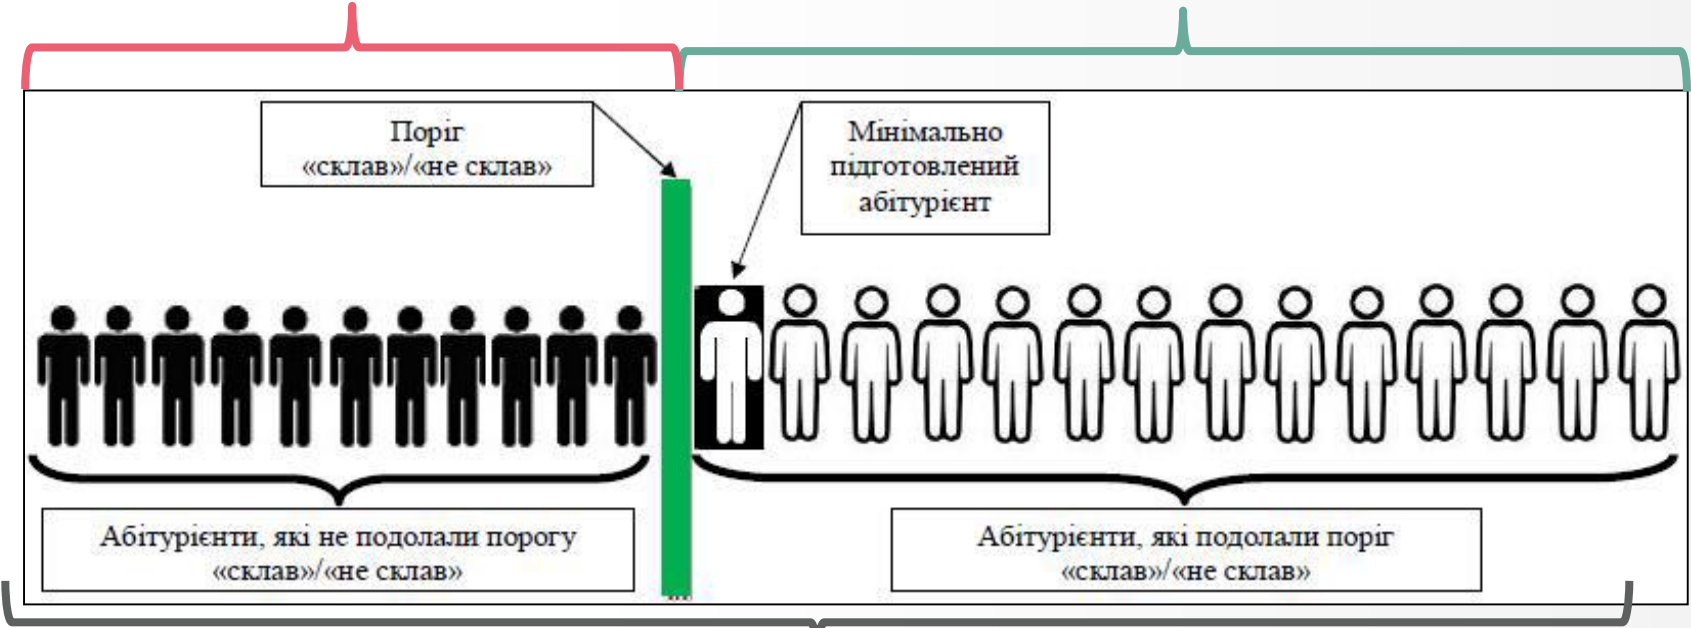 Поріг
«склав»/«не склав»
Мінімально
підготовлений
абітурієнт
Абітурієнти, які не подолали порогу
«склав»/«не склав»
Абітурієнти, які подолали поріг
«склав»/«не склав»